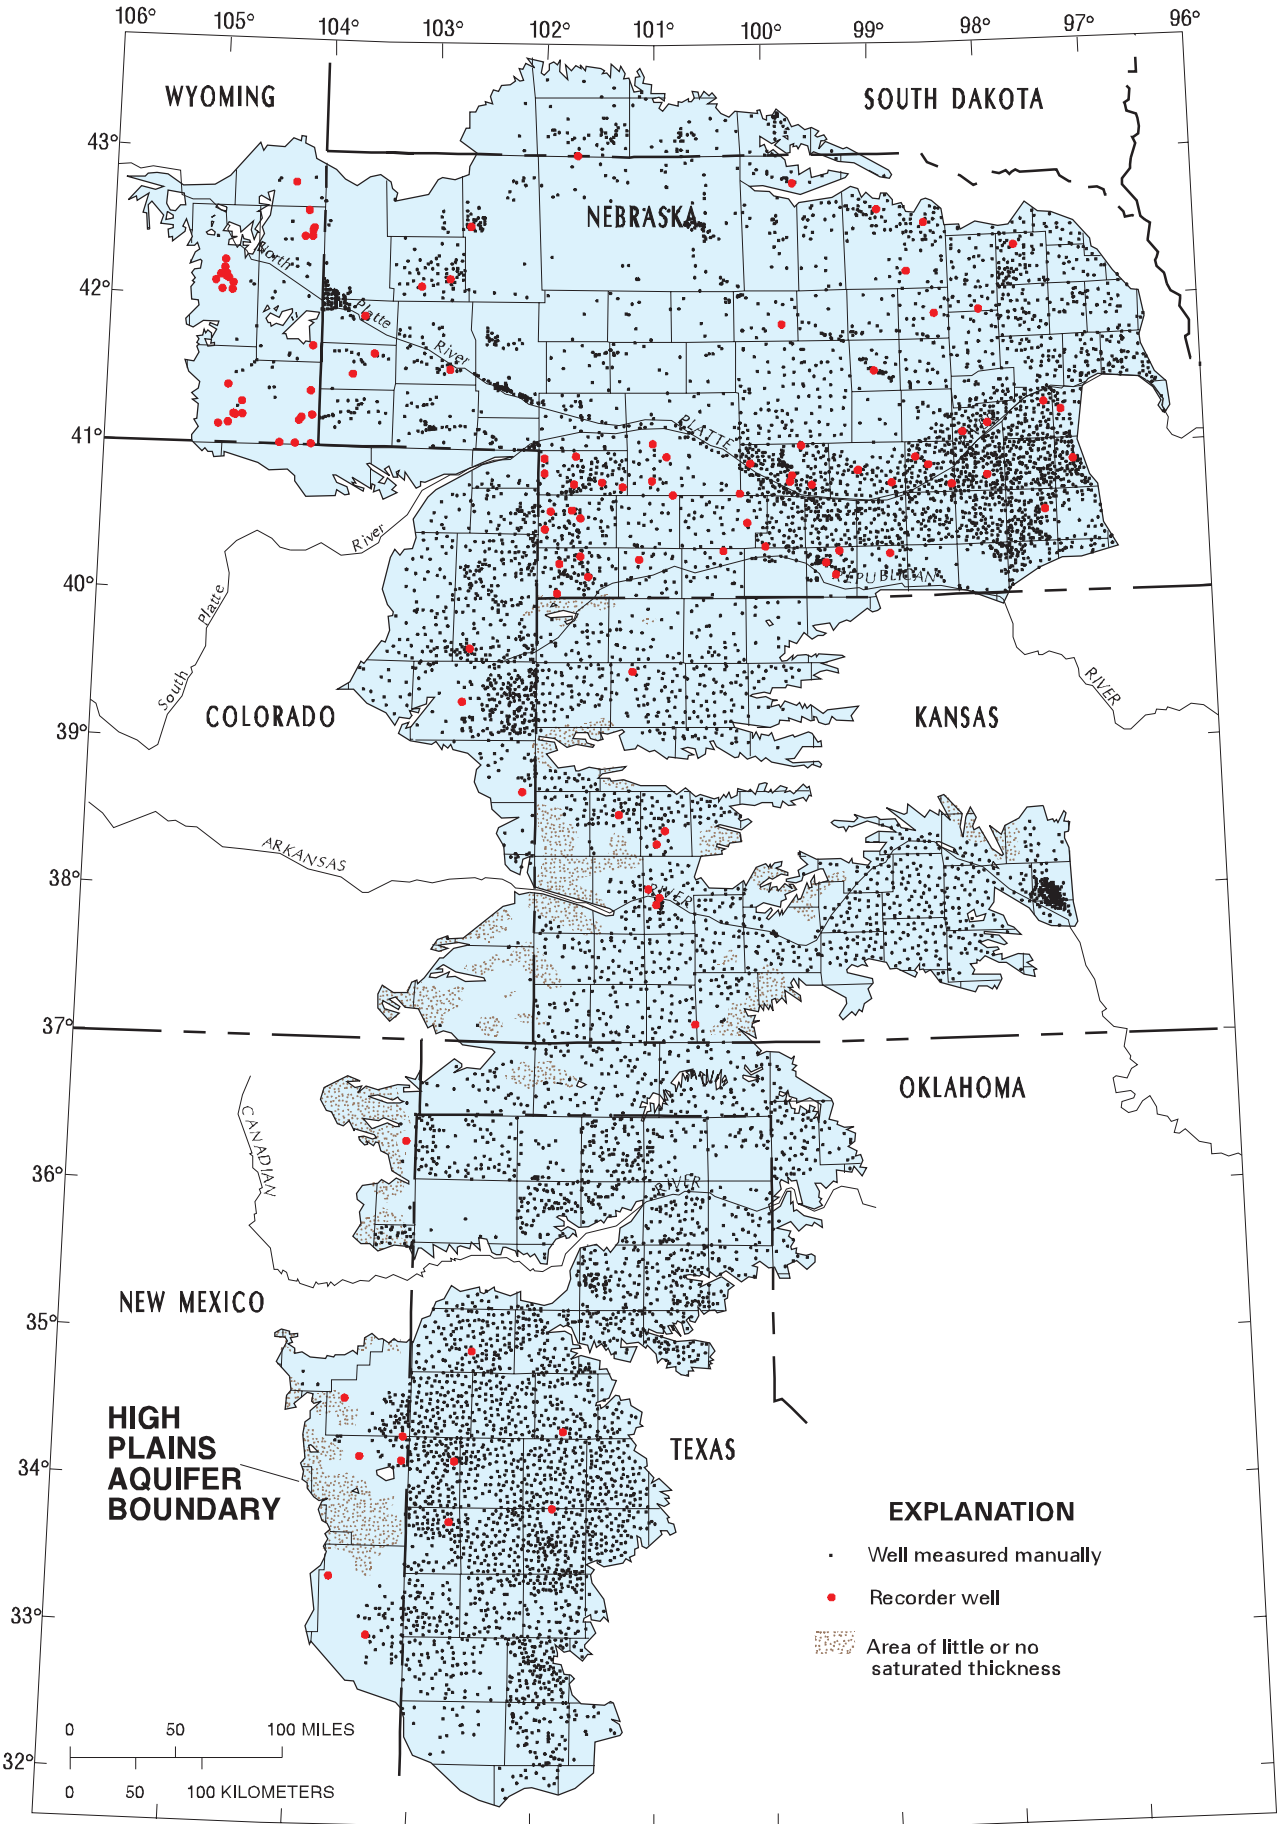 106° 105° 104° 103° 102° 101° 100° 99° 98° 97° 96°
WYOMING
SOUTH DAKOTA
43°
NEBRASKA
North
42°
Platte
River
PLATTE
41°
River
REPUBLICAN
40°
Platte
South
RIVER
COLORADO
KANSAS
39°
ARKANSAS
38°
RIVER
37°
OKLAHOMA
CANADIAN
36°
RIVER
NEW MEXICO
35°
HIGH
PLAINS
AQUIFER
BOUNDARY
TEXAS
34°
EXPLANATION
Well measured manually
Recorder well
33°
Area of little or no
saturated thickness
0 50 100 MILES
32°
0 50 100 KILOMETERS